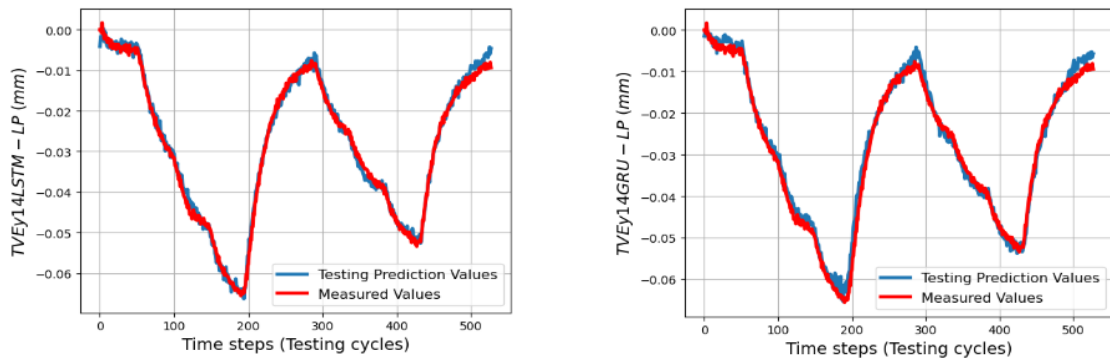 TVEy14LSTM − LP (mm)
0.00
−0.01
−0.02
−0.03
−0.04
−0.05
−0.06
Testing Prediction Values
Measured Values
0 100 200 300 400 500
Time steps (Testing cycles)
TVEy14GRU − LP (mm)
0.00
−0.01
−0.02
−0.03
−0.04
−0.05
−0.06
Testing Prediction Values
Measured Values
0 100 200 300 400 500
Time steps (Testing cycles)